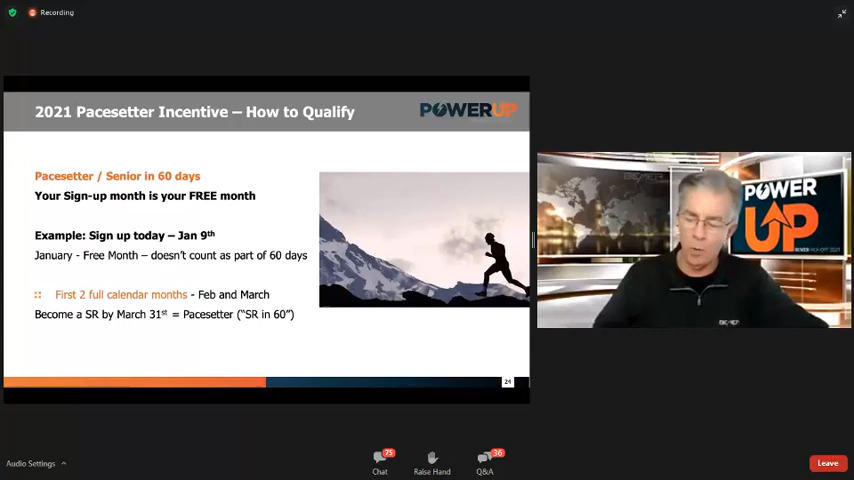 Recording
2021 Pacesetter Incentive – How to Qualify
POWERUP
Pacesetter / Senior in 60 days
Your Sign-up month is your FREE month
Example: Sign up today – Jan 9th
January - Free Month – doesn't count as part of 60 days
First 2 full calendar months - Feb and March
Become a SR by March 31st = Pacesetter ("SR in 60")
24
POWER
UP
Audio Settings
75
Chat
Raise Hand
36
Q&A
Leave